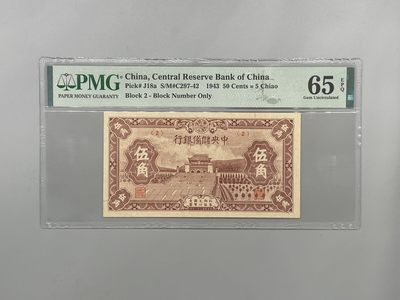 PMG
PAPER MONEY GUARANTY
China, Central Reserve Bank of China
Pick# J18a S/M#C297-42 1943 50 Cents = 5 Chiao
Block 2 - Block Number Only
65 EPQ
Gem Uncirculated
行銀備儲央中
(2) (2)
伍角 伍角